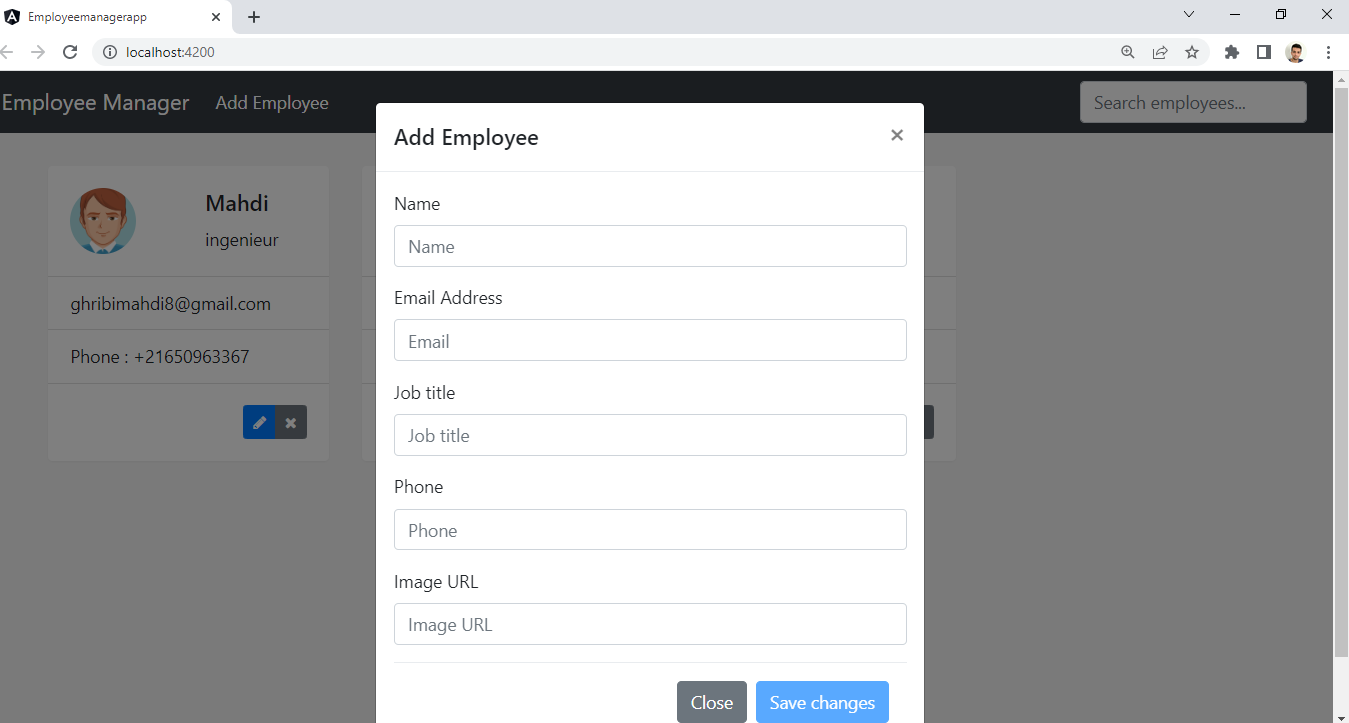 Employeemanagerapp
localhost:4200
Employee Manager
Add Employee
Search employees...
Mahdi
ingenieur
ghribimahdi8@gmail.com
Phone : +21650963367
Add Employee
Name
Name
Email Address
Email
Job title
Job title
Phone
Phone
Image URL
Image URL
Close
Save changes